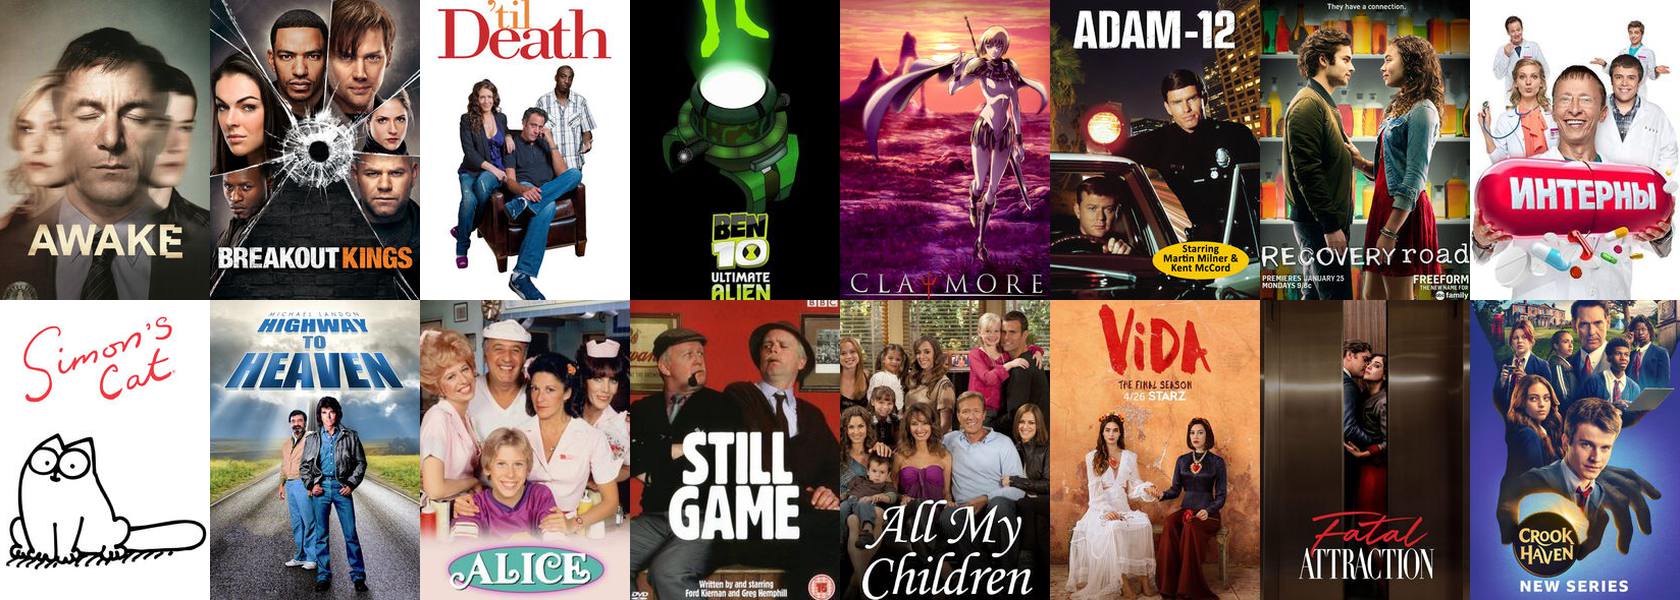 AWAKE
BREAKOUT KINGS
'til
Death
BEN
10
ULTIMATE
ALIEN
CLAYMORE
ADAM-12
Starring
Martin Milner &
Kent McCord
They have a connection.
RECOVERY road
PREMIERES JANUARY 25
MONDAYS 9/8c
FREEFORM
THE NEW NAME FOR
abc family
ИНТЕРНЫ
Simon's
Cat
MICHAEL LANDON
HIGHWAY
TO
HEAVEN
ALICE
BBC
STILL
GAME
Written by and starring
Ford Kiernan and Greg Hemphill
DVD
All My
Children
VIDA
THE FINAL SEASON
4/26 STARZ
Fatal
ATTRACTION
CROOK
HAVEN
NEW SERIES